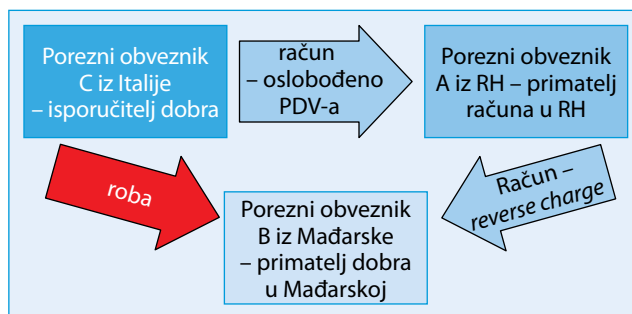 Porezni obveznik
C iz Italije
– isporučitelj dobra
račun
– oslobođeno
PDV-a
Porezni obveznik
A iz RH – primatelj
računa u RH
roba
Račun –
reverse charge
Porezni obveznik
B iz Mađarske
– primatelj dobra
u Mađarskoj